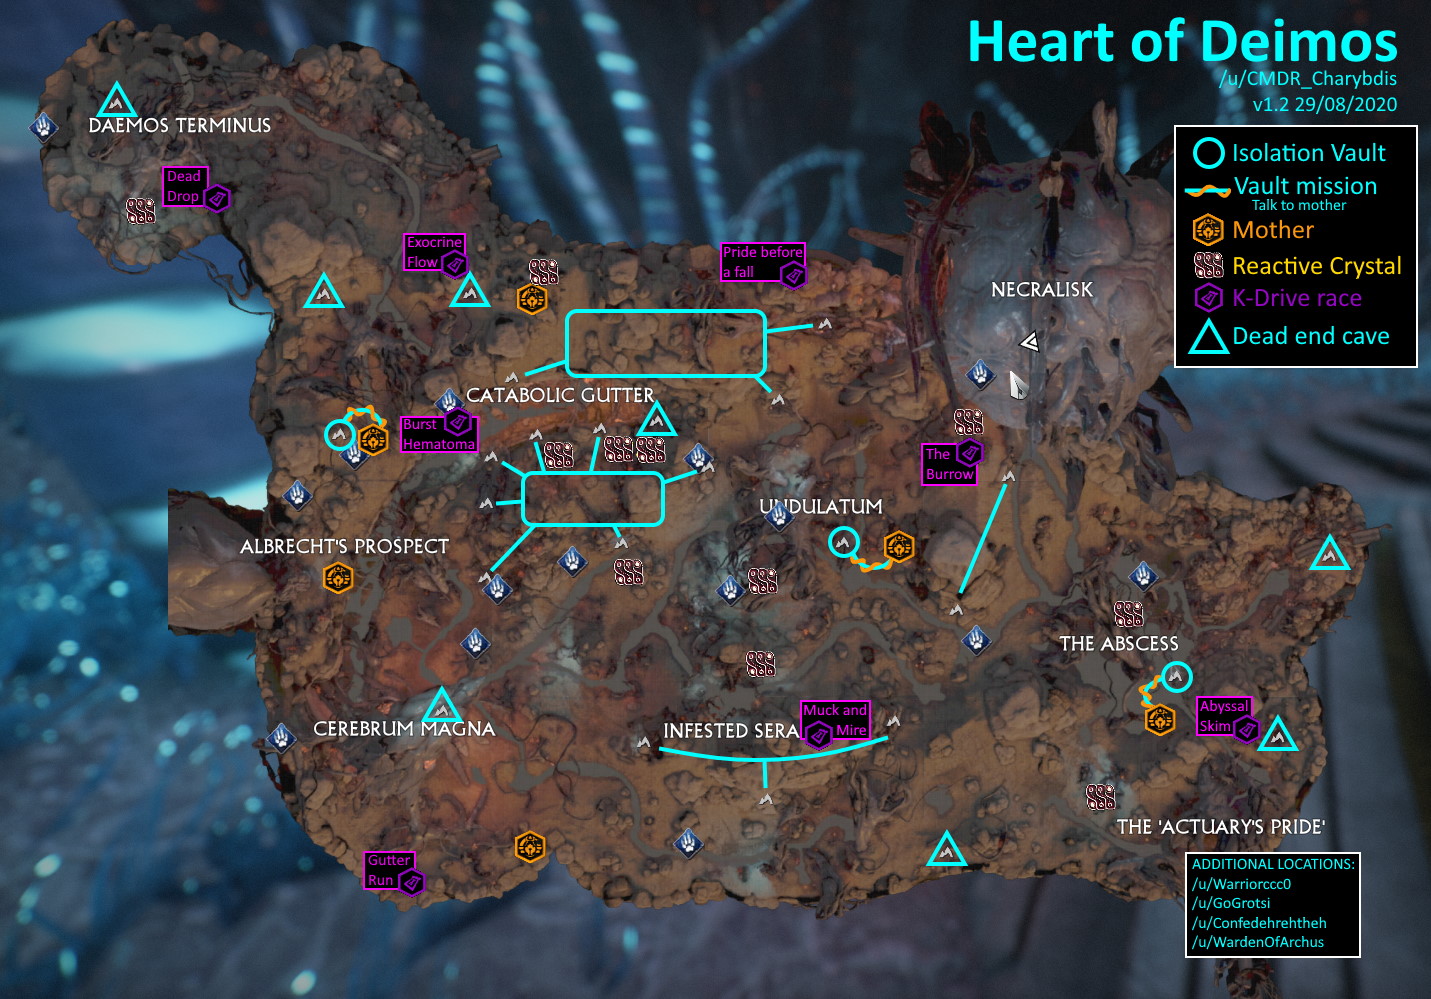 Heart of Deimos
/u/CMDR_Charybdis
v1.2 29/08/2020
Isolation Vault
Vault mission
Talk to mother
Mother
Reactive Crystal
K-Drive race
Dead end cave
DAEMOS TERMINUS
Dead
Drop
Exocrine
Flow
Pride before
a fall
NECRALISK
CATABOLIC GUTTER
Burst
Hematoma
The
Burrow
UNDULATUM
ALBRECHT'S PROSPECT
THE ABSCESS
Abyssal
Skim
CEREBRUM MAGNA
INFESTED SERA
Muck and
Mire
THE 'ACTUARY'S PRIDE'
Gutter
Run
ADDITIONAL LOCATIONS:
/u/Warriorccc0
/u/GoGrotsi
/u/Confedehrehtheh
/u/WardenOfArchus